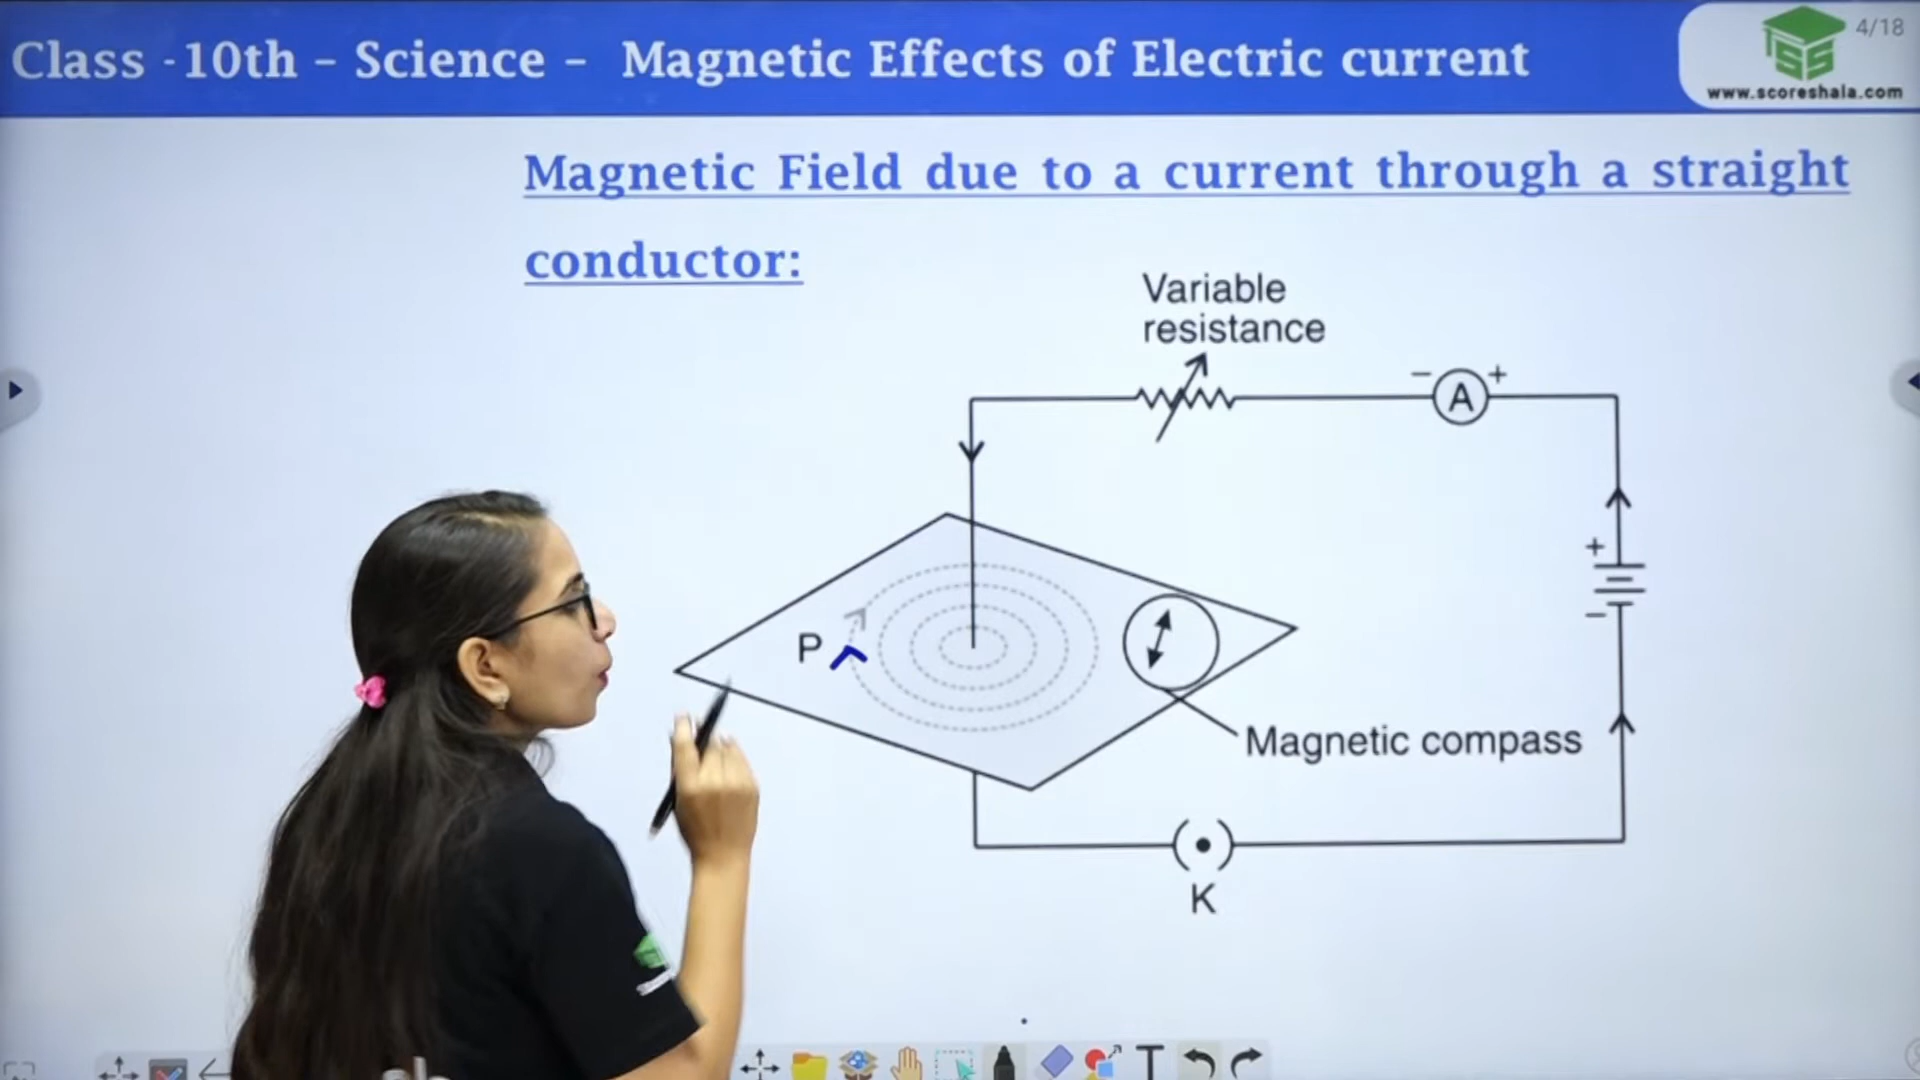 Class -10th – Science – Magnetic Effects of Electric current
4/18
www.scoreshala.com
Magnetic Field due to a current through a straight
conductor:
Variable
resistance
− A +
+
−
P
Magnetic compass
K
T